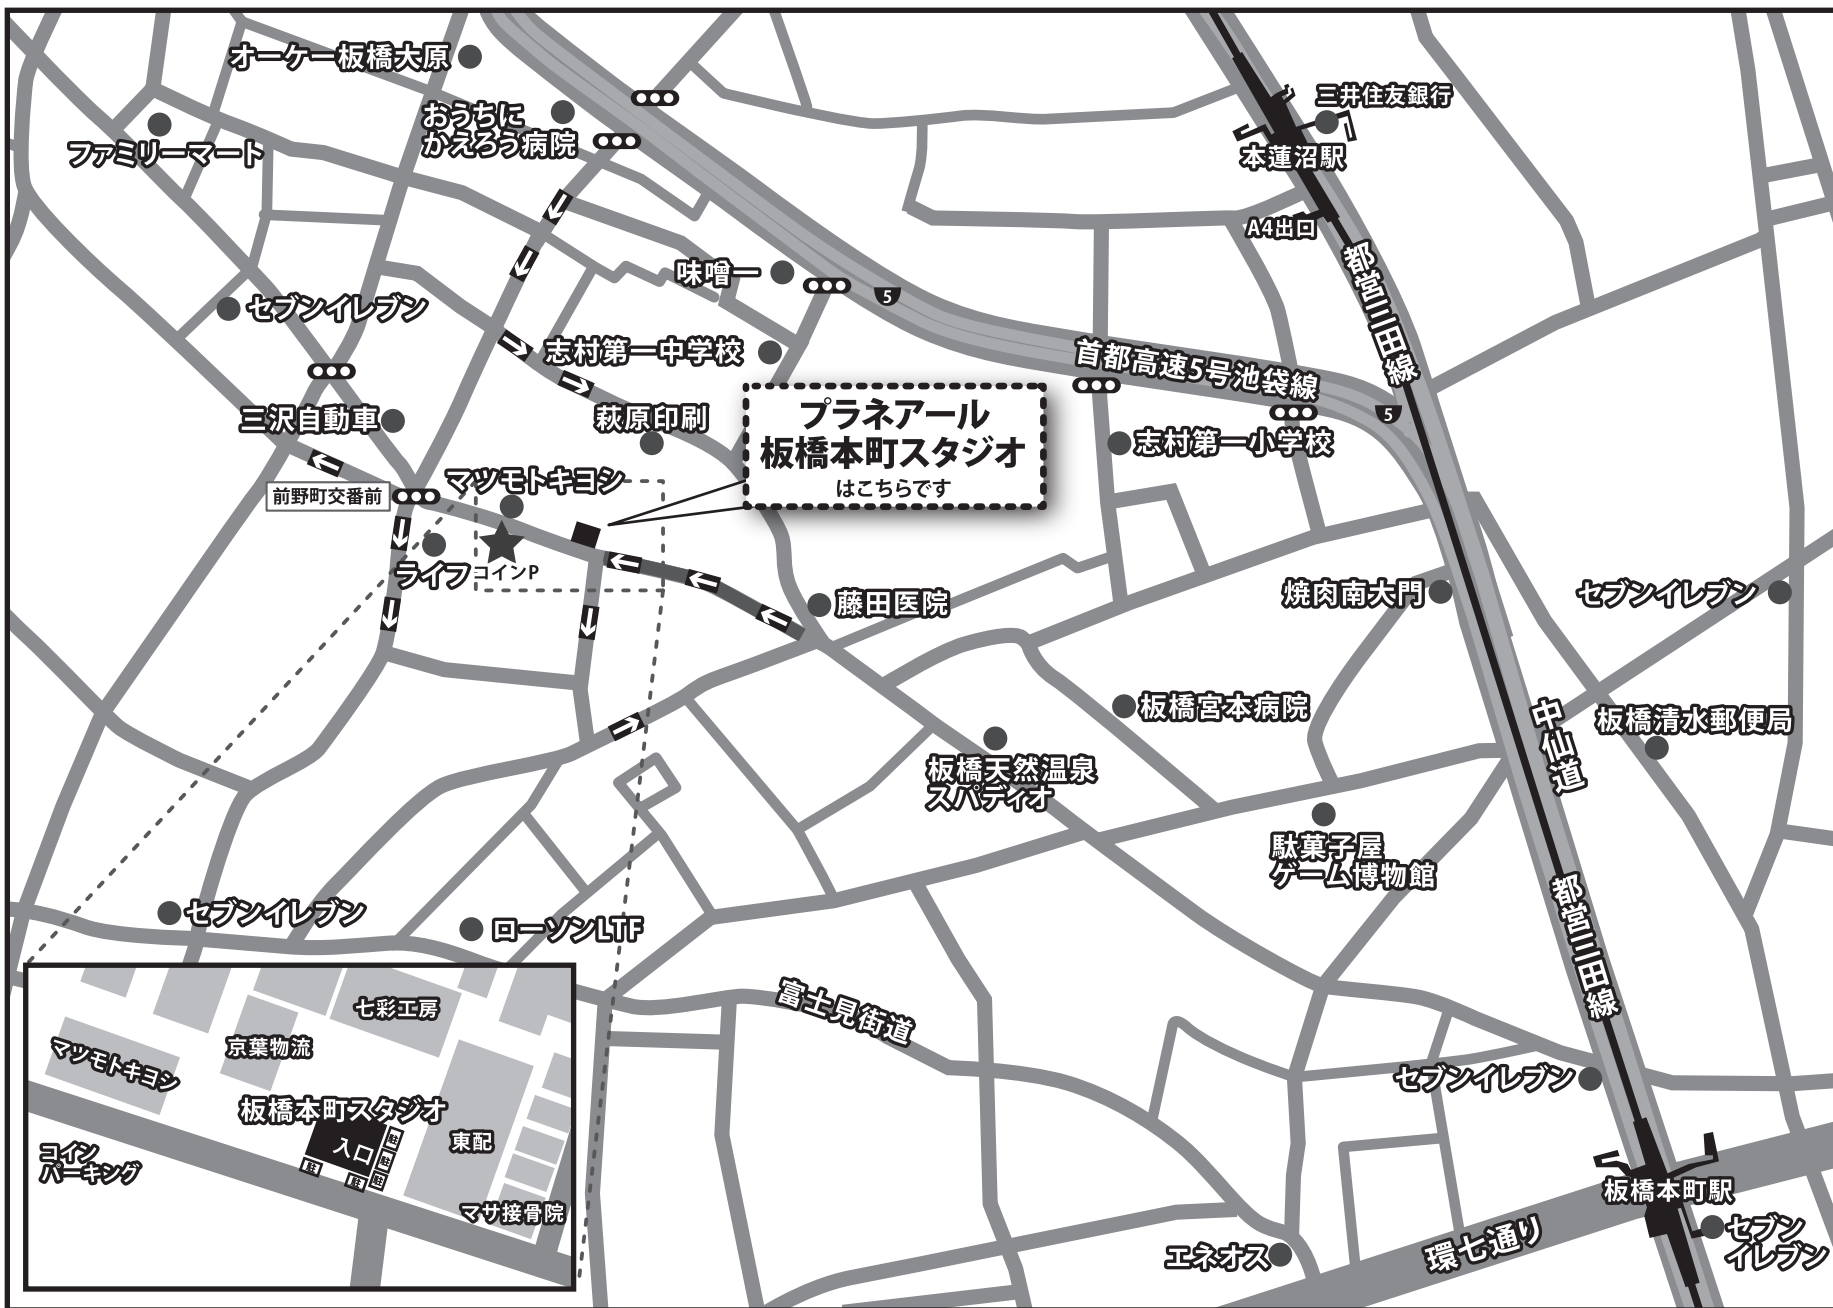 オーケー板橋大原
おうちに
かえろう病院
ファミリーマート
三井住友銀行
本蓮沼駅
A4出口
都営三田線
味噌一
5
セブンイレブン
志村第一中学校
首都高速5号池袋線
5
三沢自動車
萩原印刷
プラネアール
板橋本町スタジオ
はこちらです
志村第一小学校
マツモトキヨシ
前野町交番前
ライフ
コインP
藤田医院
焼肉南大門
セブンイレブン
板橋宮本病院
中仙道
板橋清水郵便局
板橋天然温泉
スパディオ
駄菓子屋
ゲーム博物館
都営三田線
セブンイレブン
ローソンLTF
富士見街道
七彩工房
京葉物流
マツモトキヨシ
板橋本町スタジオ
入口
駐
駐
駐
駐
駐
東配
コイン
パーキング
マサ接骨院
セブンイレブン
板橋本町駅
セブン
イレブン
環七通り
エネオス